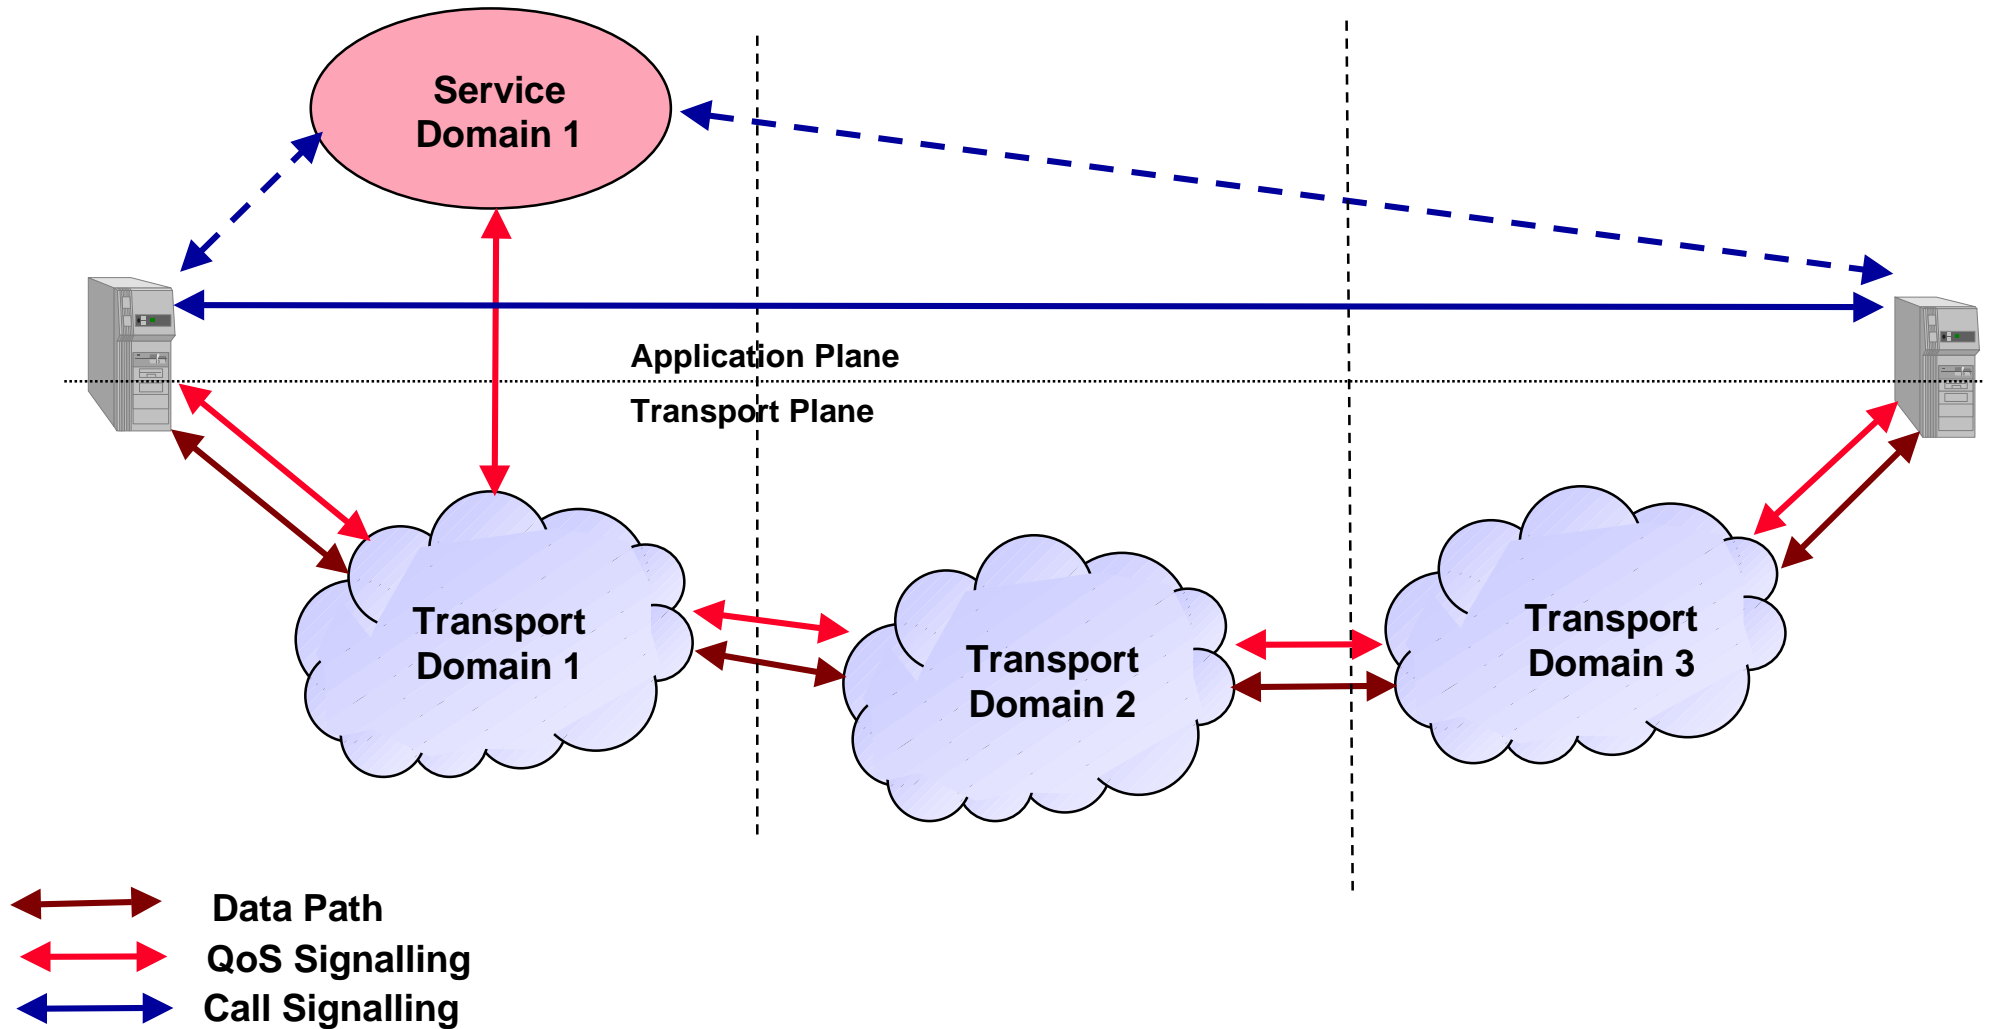 Service
Domain 1
Application Plane
Transport Plane
Transport
Domain 1
Transport
Domain 2
Transport
Domain 3
Data Path
QoS Signalling
Call Signalling